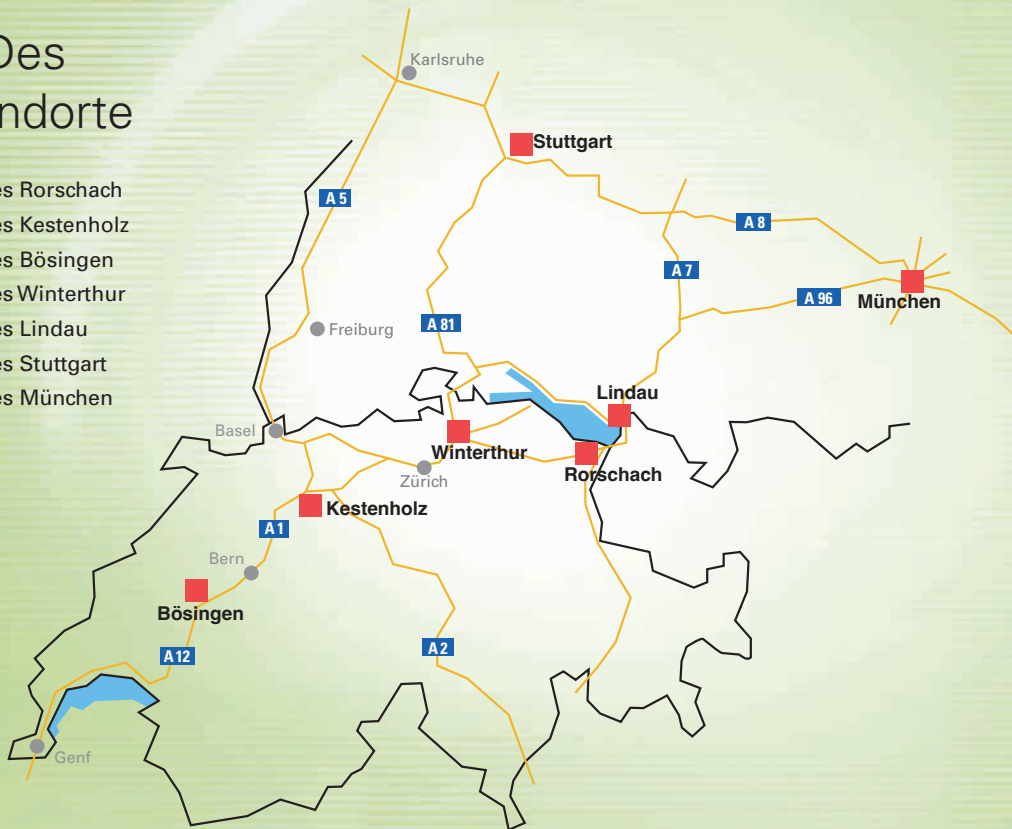 Des
ndorte
es Rorschach
es Kestenholz
es Bösingen
es Winterthur
es Lindau
es Stuttgart
es München
Karlsruhe
Stuttgart
A 5
A 8
A 7
A 96
München
A 81
Freiburg
Lindau
Basel
Winterthur
Rorschach
Zürich
Kestenholz
A 1
Bern
Bösingen
A 12
A 2
Genf